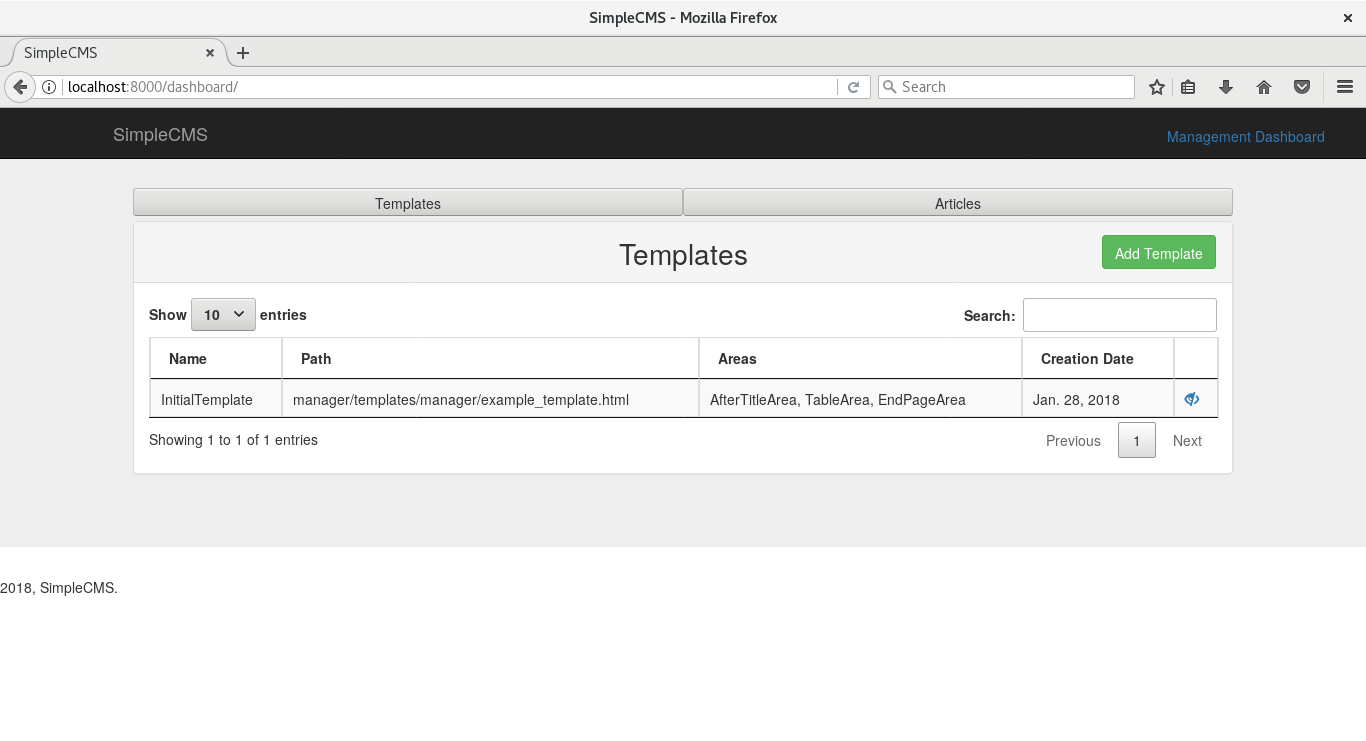 SimpleCMS - Mozilla Firefox
SimpleCMS
localhost:8000/dashboard/ Search
SimpleCMS Management Dashboard
Templates Articles
Templates Add Template
Show 10 entries Search:
Name Path Areas Creation Date
InitialTemplate manager/templates/manager/example_template.html AfterTitleArea, TableArea, EndPageArea Jan. 28, 2018
Showing 1 to 1 of 1 entries Previous 1 Next
2018, SimpleCMS.